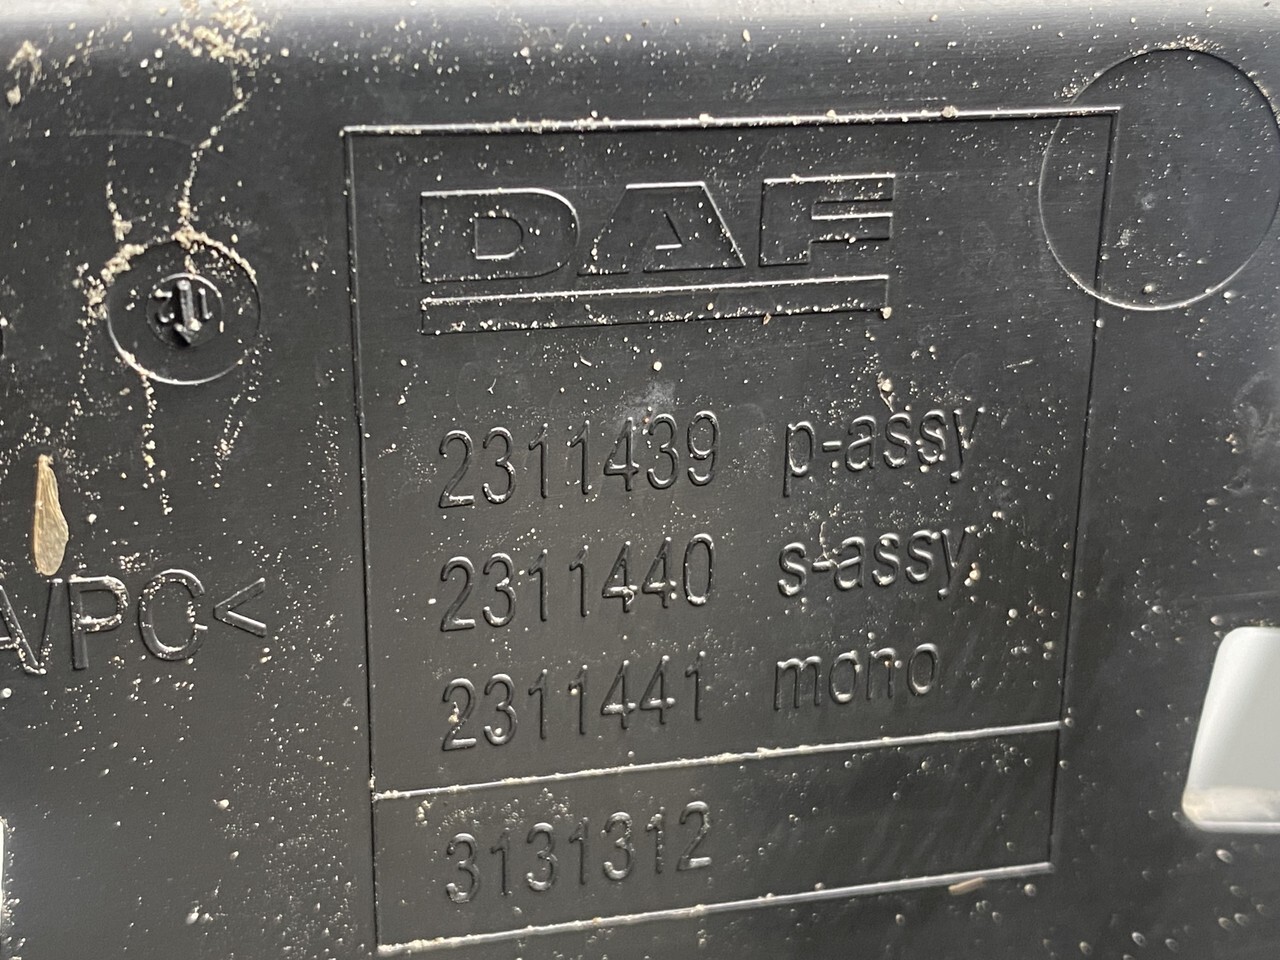 DAF
2311439 p-assy
2311440 s-assy
2311441 mono
3131312
/PC<